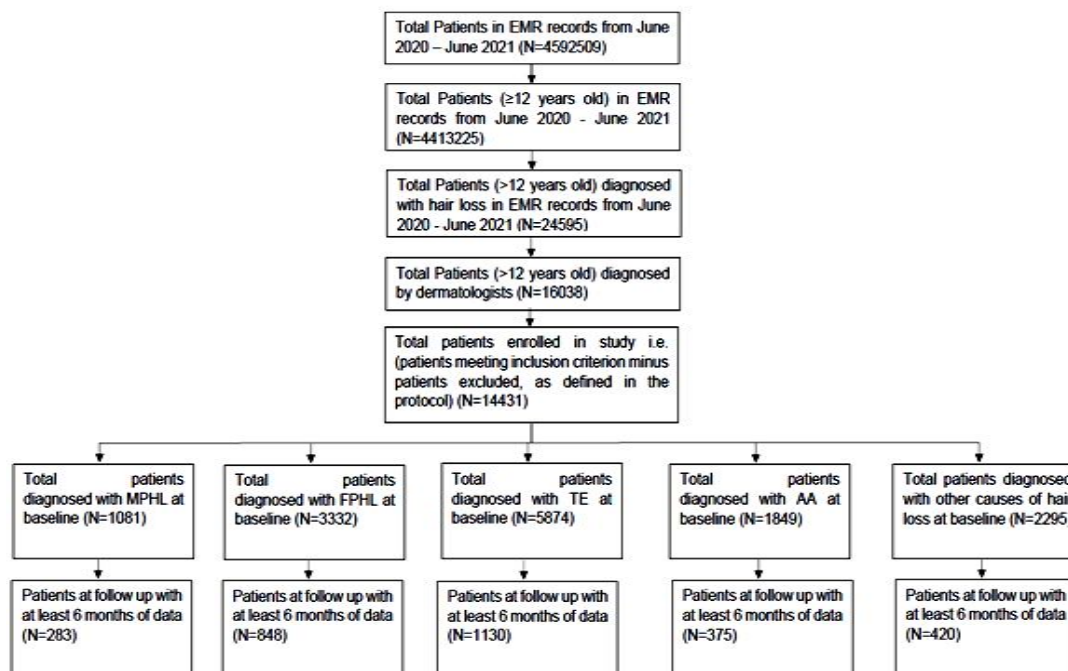 Total Patients in EMR records from June
2020 – June 2021 (N=4592509)
Total Patients (≥12 years old) in EMR
records from June 2020 - June 2021
(N=4413225)
Total Patients (>12 years old) diagnosed
with hair loss in EMR records from June
2020 - June 2021 (N=24595)
Total Patients (>12 years old) diagnosed
by dermatologists (N=16038)
Total patients enrolled in study i.e.
(patients meeting inclusion criterion minus
patients excluded, as defined in the
protocol) (N=14431)
Total patients
diagnosed with MPHL at
baseline (N=1081)
Total patients
diagnosed with FPHL at
baseline (N=3332)
Total patients
diagnosed with TE at
baseline (N=5874)
Total patients
diagnosed with AA at
baseline (N=1849)
Total patients diagnosed
with other causes of hair
loss at baseline (N=2295)
Patients at follow up with
at least 6 months of data
(N=283)
Patients at follow up with
at least 6 months of data
(N=848)
Patients at follow up with
at least 6 months of data
(N=1130)
Patients at follow up with
at least 6 months of data
(N=375)
Patients at follow up with
at least 6 months of data
(N=420)